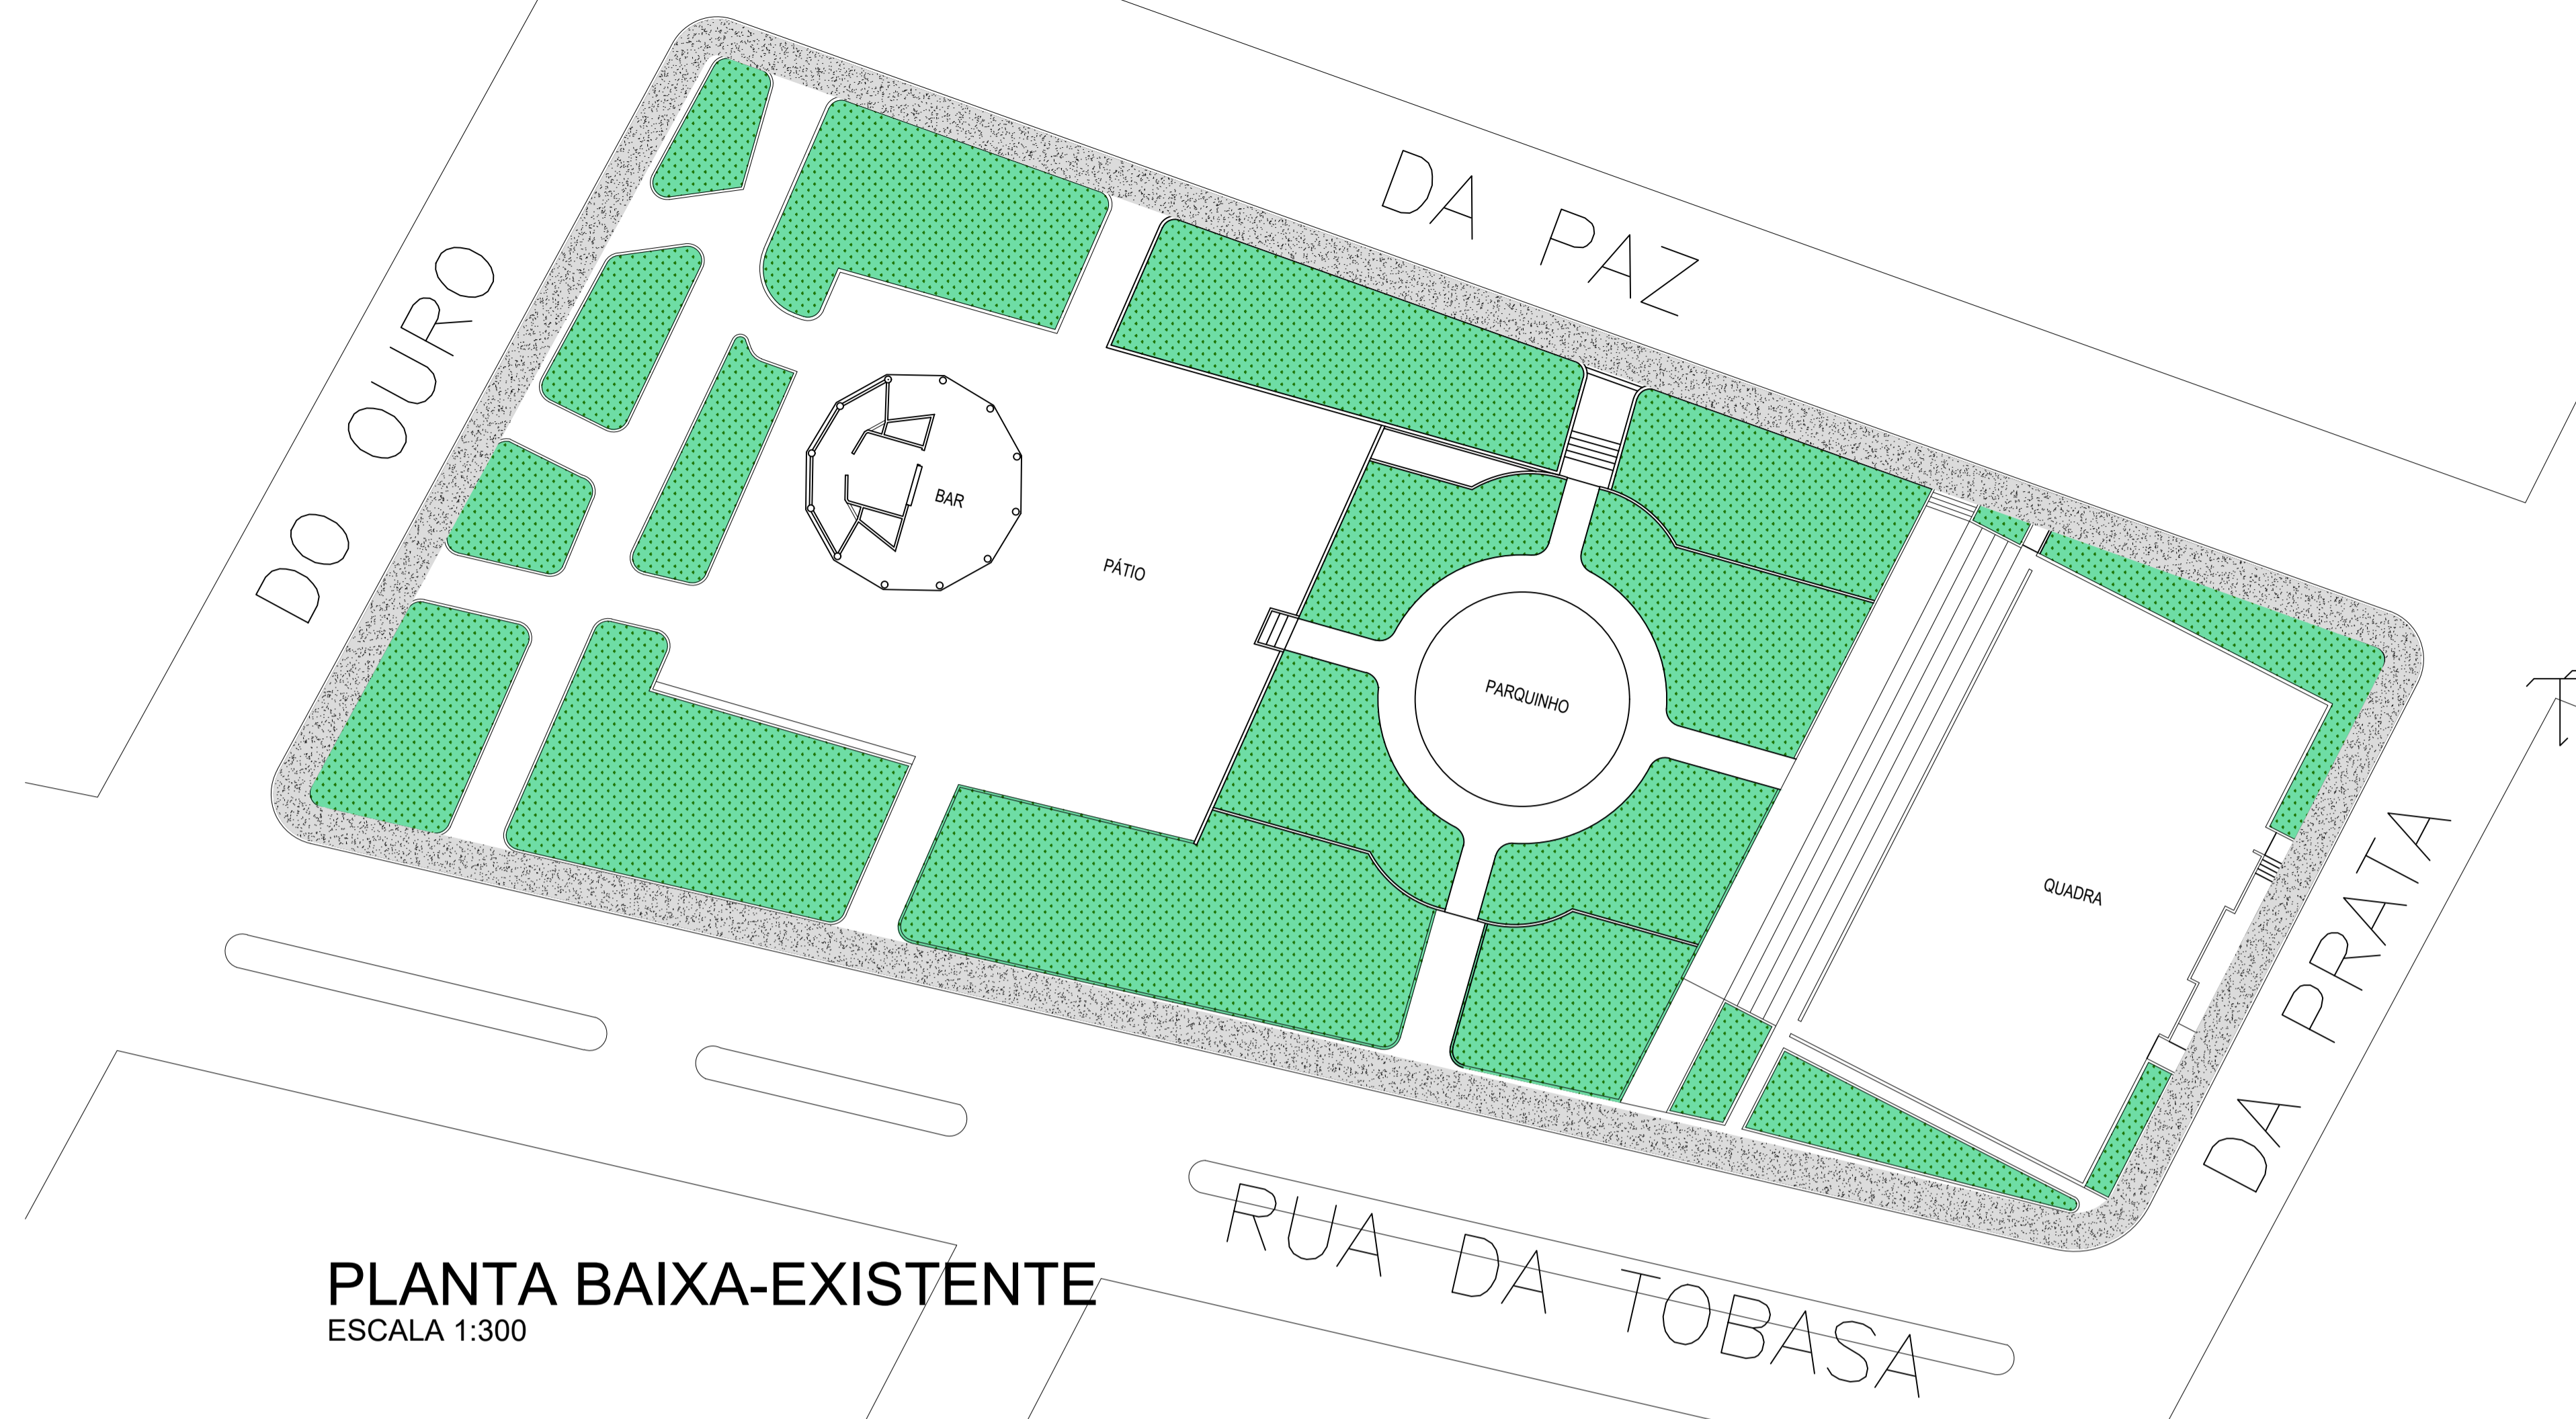 DA PAZ
DO OURO
BAR
PÁTIO
PARQUINHO
QUADRA
DA PRATA
RUA DA TOBASA
PLANTA BAIXA-EXISTENTE
ESCALA 1:300